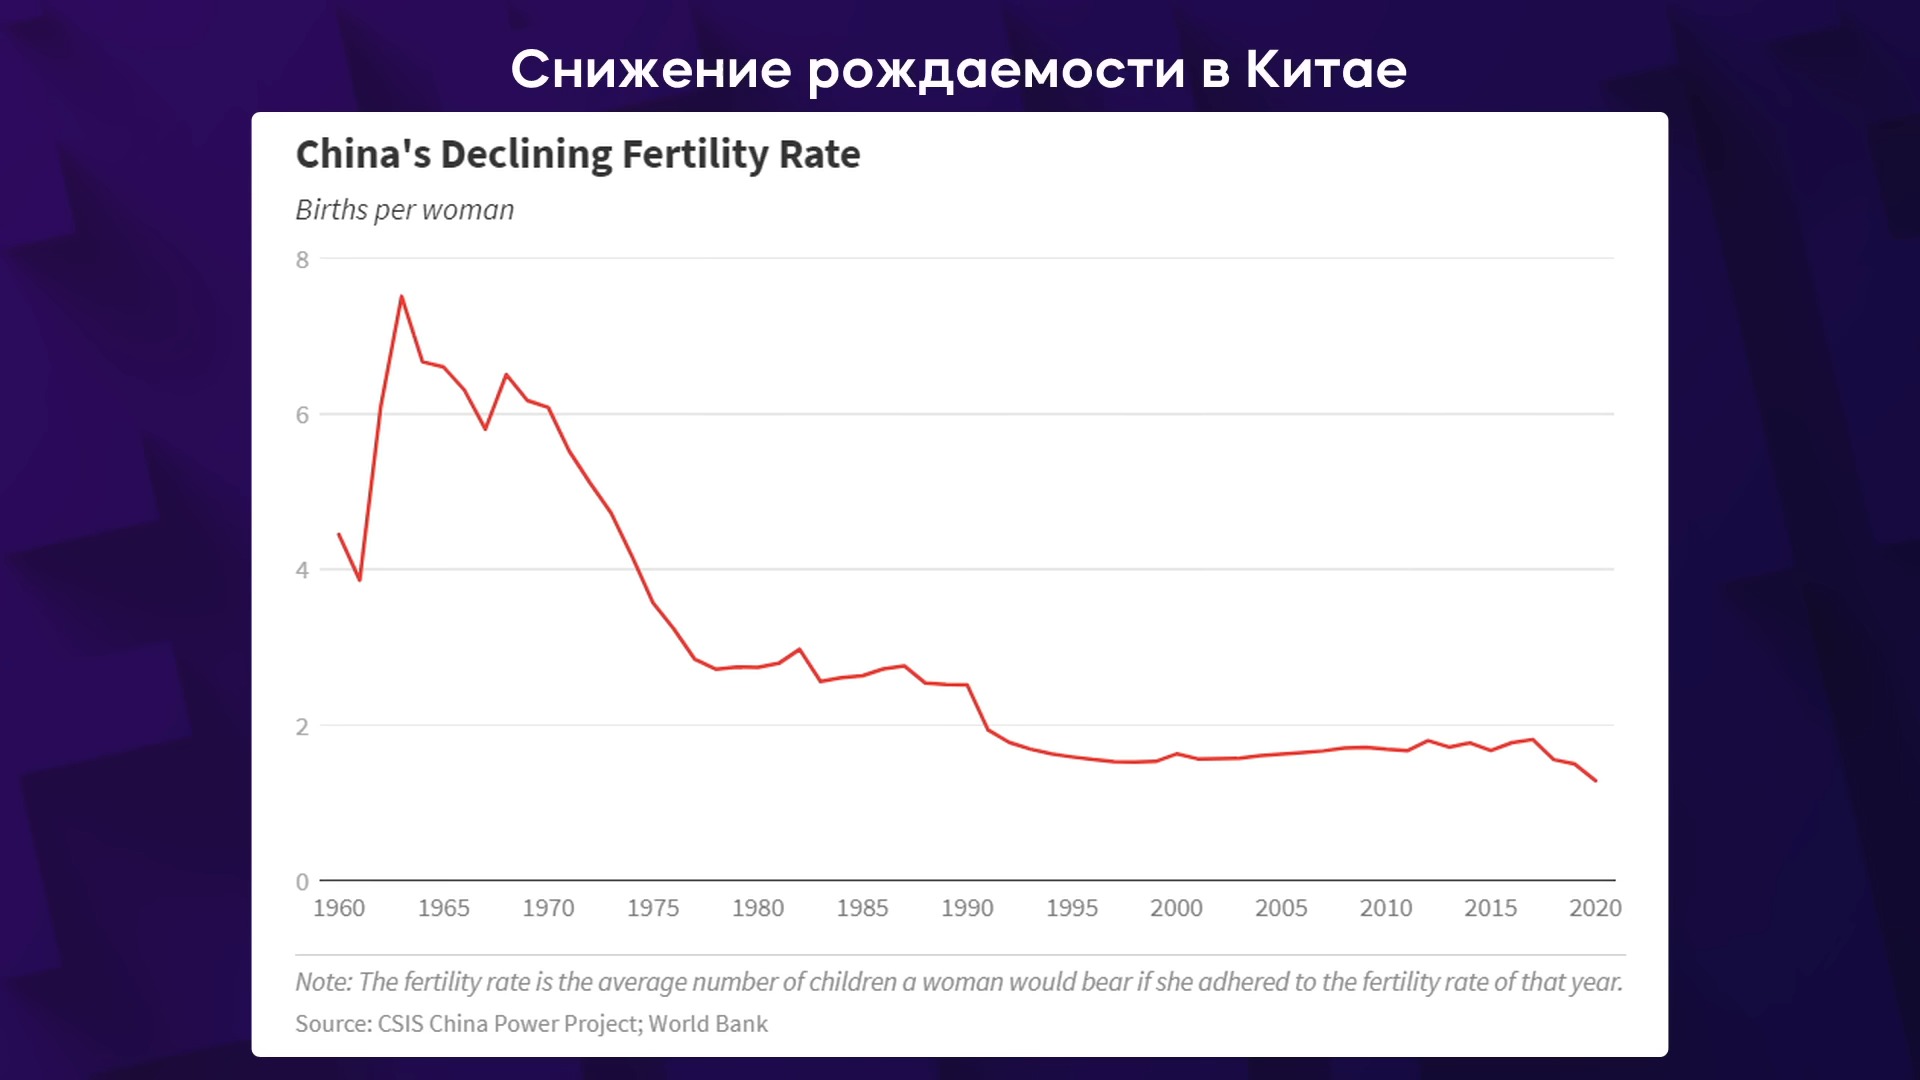 Снижение рождаемости в Китае
China's Declining Fertility Rate
Births per woman
8
6
4
2
0
1960 1965 1970 1975 1980 1985 1990 1995 2000 2005 2010 2015 2020
Note: The fertility rate is the average number of children a woman would bear if she adhered to the fertility rate of that year.
Source: CSIS China Power Project; World Bank